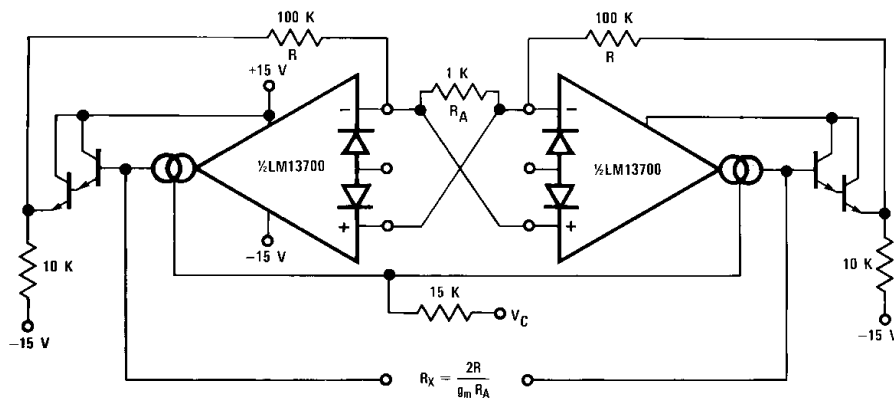 100 K
R
100 K
R
+15 V
1 K
R_A
−
−
½LM13700
½LM13700
+
+
−15 V
10 K
10 K
15 K
V_C
−15 V
−15 V
R_X = 2R / g_m R_A